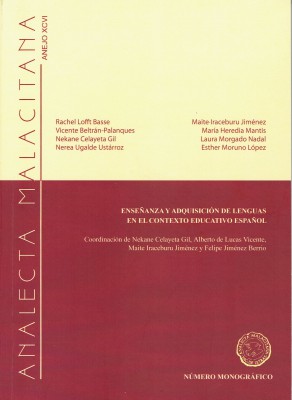 ANALECTA MALACITANA
ANEJO XCVI
Rachel Lofft Basse
Vicente Beltrán-Palanques
Nekane Celayeta Gil
Nerea Ugalde Ustárroz
Maite Iraceburu Jiménez
María Heredia Mantis
Laura Morgado Nadal
Esther Moruno López
ENSEÑANZA Y ADQUISICIÓN DE LENGUAS
EN EL CONTEXTO EDUCATIVO ESPAÑOL
Coordinación de Nekane Celayeta Gil, Alberto de Lucas Vicente,
Maite Iraceburu Jiménez y Felipe Jiménez Berrio
NÚMERO MONOGRÁFICO